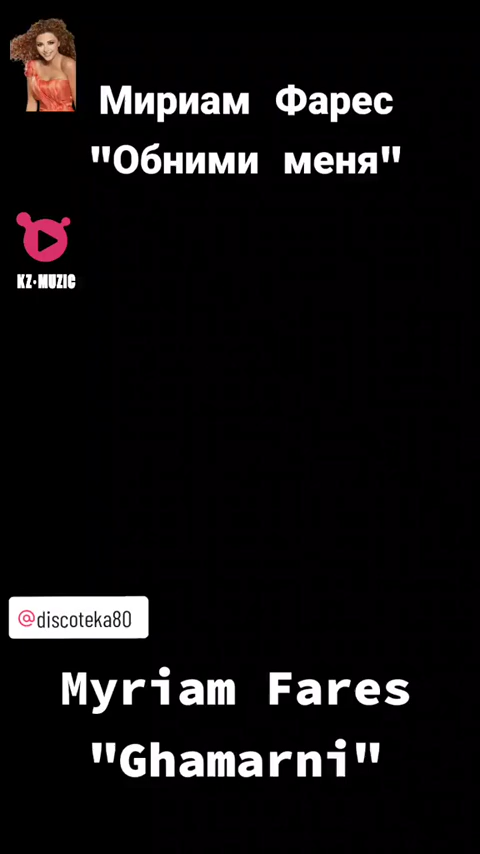 Мириам Фарес
"Обними меня"
KZ·MUZIC
@discoteka80
Myriam Fares
"Ghamarni"